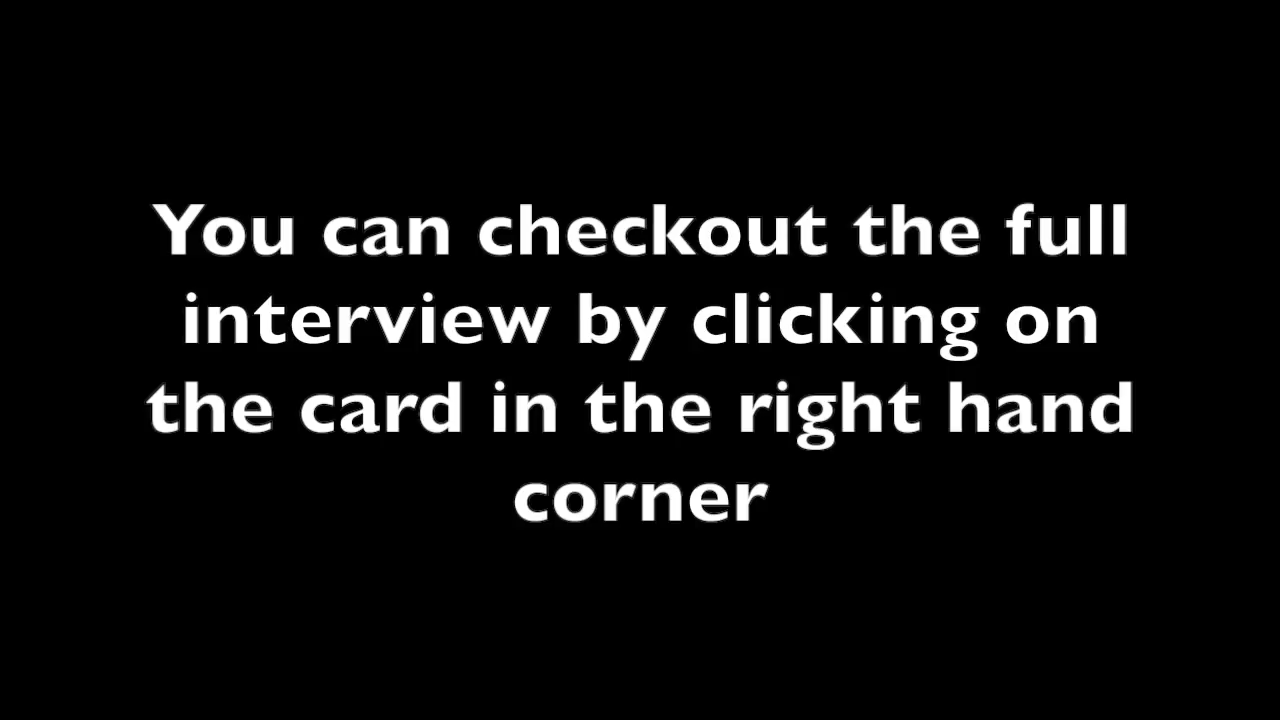 You can checkout the full
interview by clicking on
the card in the right hand
corner